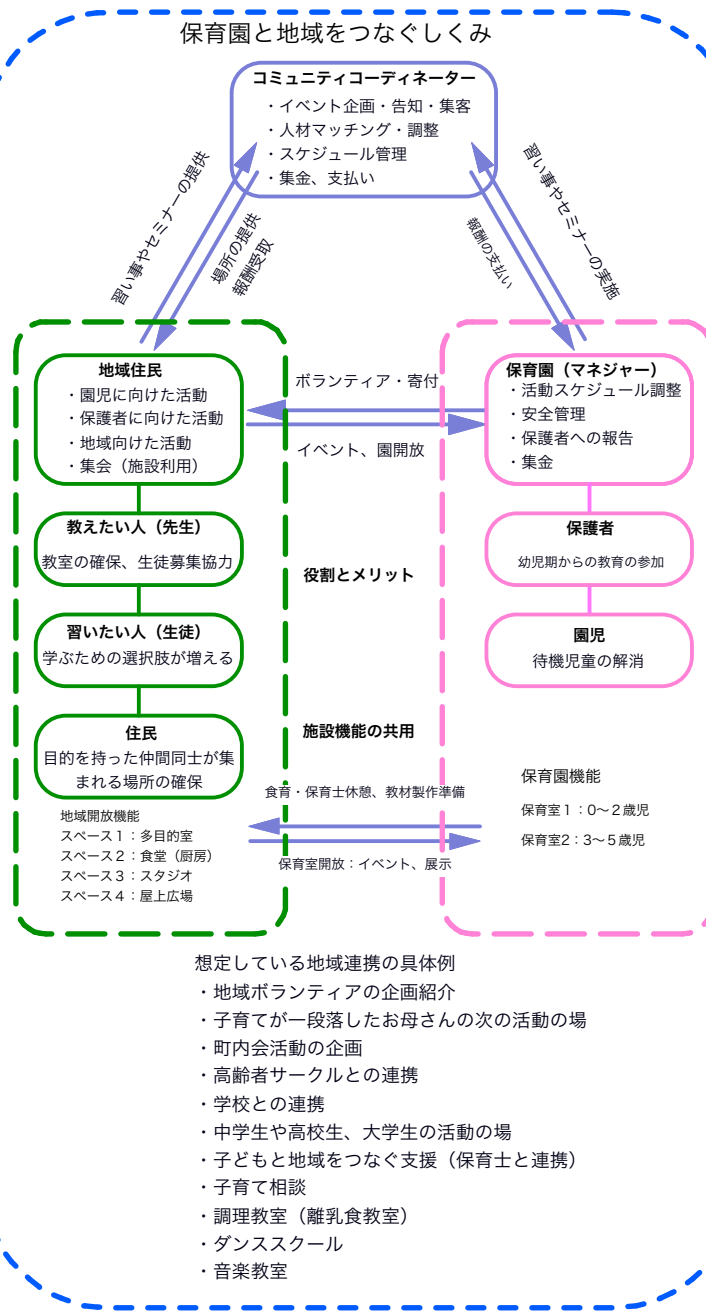 保育園と地域をつなぐしくみ
コミュニティコーディネーター
・イベント企画・告知・集客
・人材マッチング・調整
・スケジュール管理
・集金、支払い
習い事やセミナーの提供
場所の提供
報酬受取
報酬の支払い
習い事やセミナーの実施
地域住民
・園児に向けた活動
・保護者に向けた活動
・地域向けた活動
・集会（施設利用）
ボランティア・寄付
イベント、園開放
保育園（マネジャー）
・活動スケジュール調整
・安全管理
・保護者への報告
・集金
教えたい人（先生）
教室の確保、生徒募集協力
役割とメリット
保護者
幼児期からの教育の参加
習いたい人（生徒）
学ぶための選択肢が増える
園児
待機児童の解消
住民
目的を持った仲間同士が集
まれる場所の確保
施設機能の共用
食育・保育士休憩、教材製作準備
保育室開放：イベント、展示
地域開放機能
スペース１：多目的室
スペース２：食堂（厨房）
スペース３：スタジオ
スペース４：屋上広場
保育園機能
保育室１：0〜２歳児
保育室2：3〜５歳児
想定している地域連携の具体例
・地域ボランティアの企画紹介
・子育てが一段落したお母さんの次の活動の場
・町内会活動の企画
・高齢者サークルとの連携
・学校との連携
・中学生や高校生、大学生の活動の場
・子どもと地域をつなぐ支援（保育士と連携）
・子育て相談
・調理教室（離乳食教室）
・ダンススクール
・音楽教室